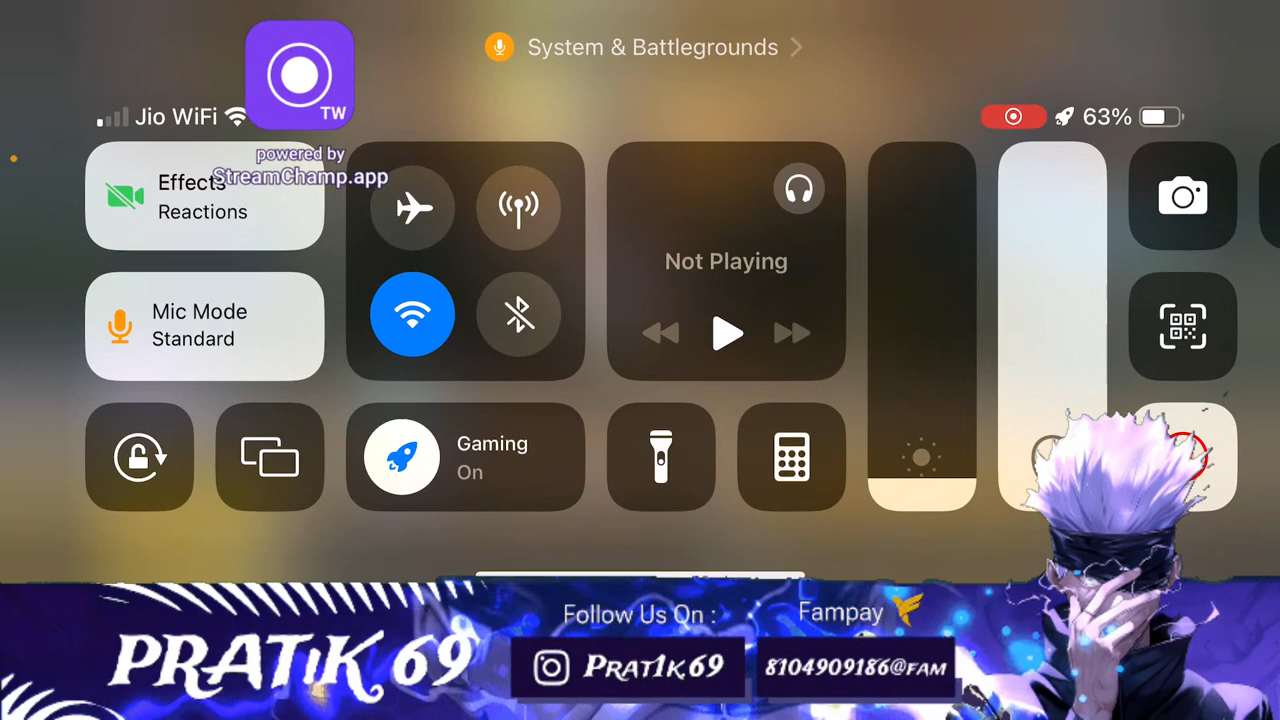 System & Battlegrounds
TW
powered by
StreamChamp.app
Jio WiFi
63%
Effects
Reactions
Mic Mode
Standard
Not Playing
Gaming
On
PRATIK 69
Follow Us On :
PRAT1K69
Fampay
8104909186@FAM